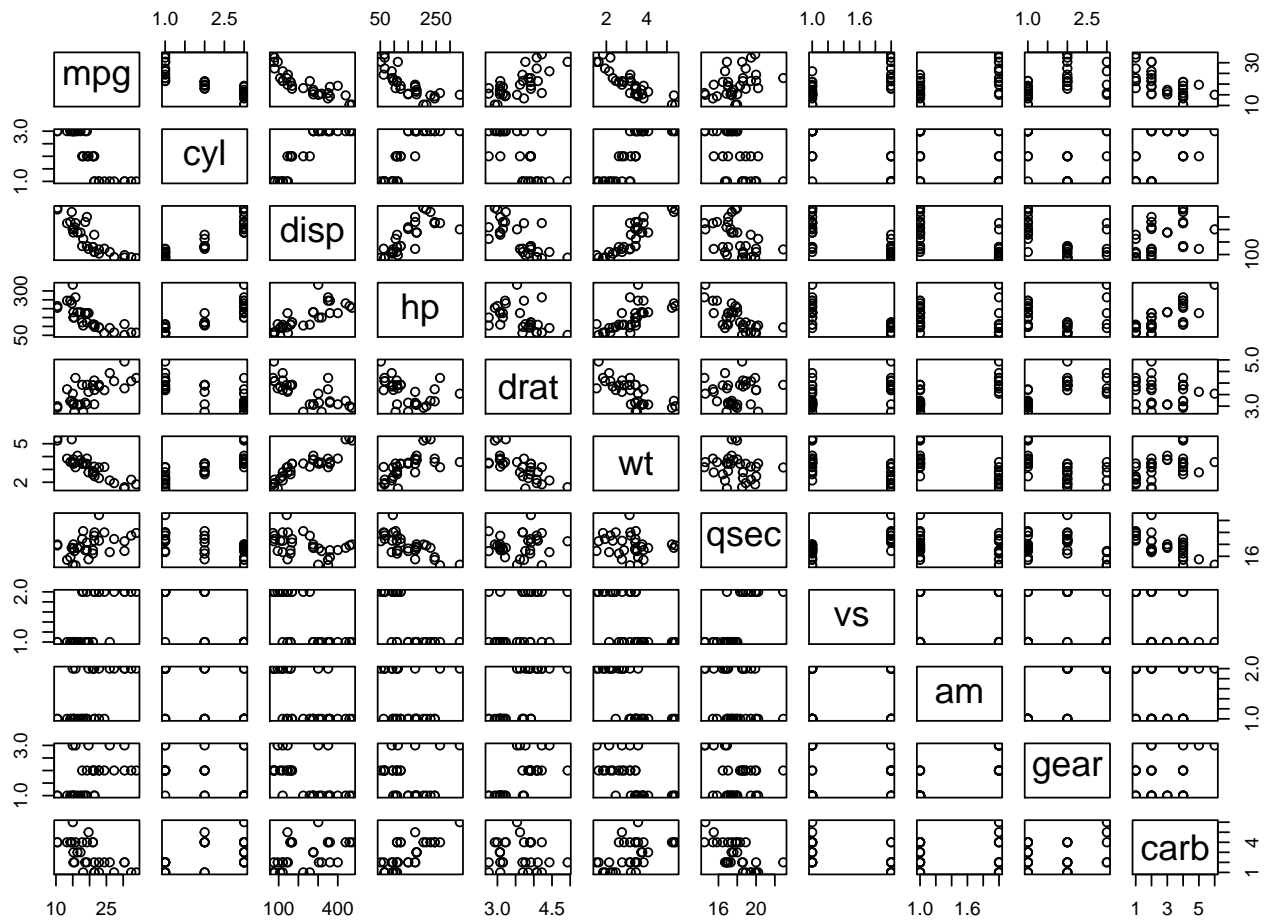 1.0 2.5 50 250 2 4 1.0 1.6 1.0 2.5
mpg 10 30
1.0 3.0 cyl
disp 100
50 300 hp
drat 3.0 5.0
2 5 wt
qsec 16
1.0 2.0 vs
am 1.0 2.0
1.0 3.0 gear
carb 1 4
10 25 100 400 3.0 4.5 16 20 1.0 1.6 1 3 5